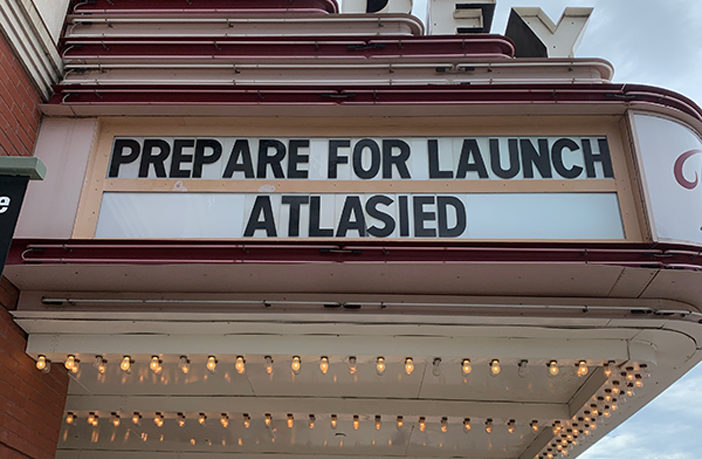 PREPARE FOR LAUNCH
ATLASIED